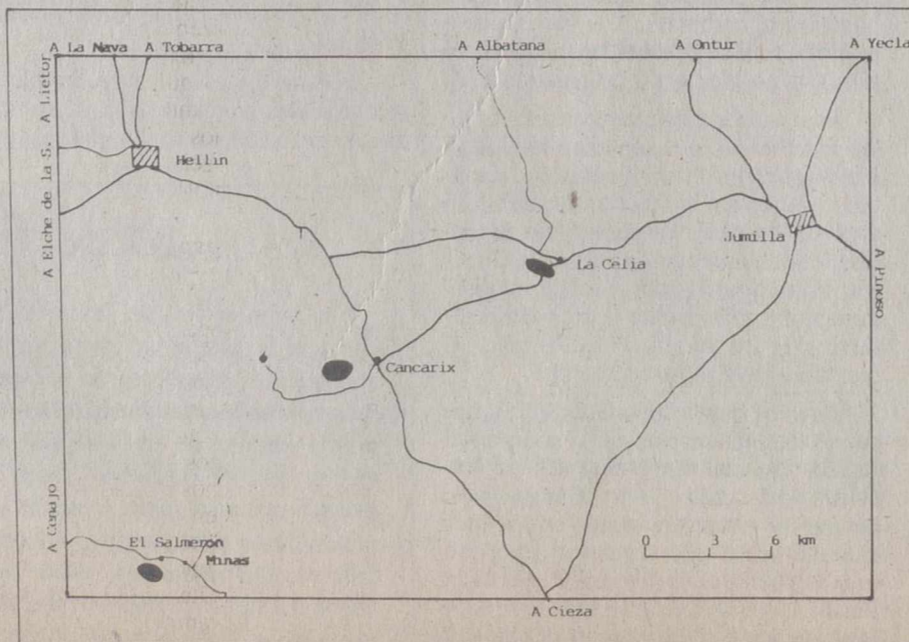 A La Nava
A Tobarra
A Albatana
A Ontur
A Yecla
A Lietor
A Elche de la S.
Hellin
Jumilla
La Celia
A Pinoso
Cancarix
A Cenajo
El Salmeron
Minas
0 3 6 km
A Cieza